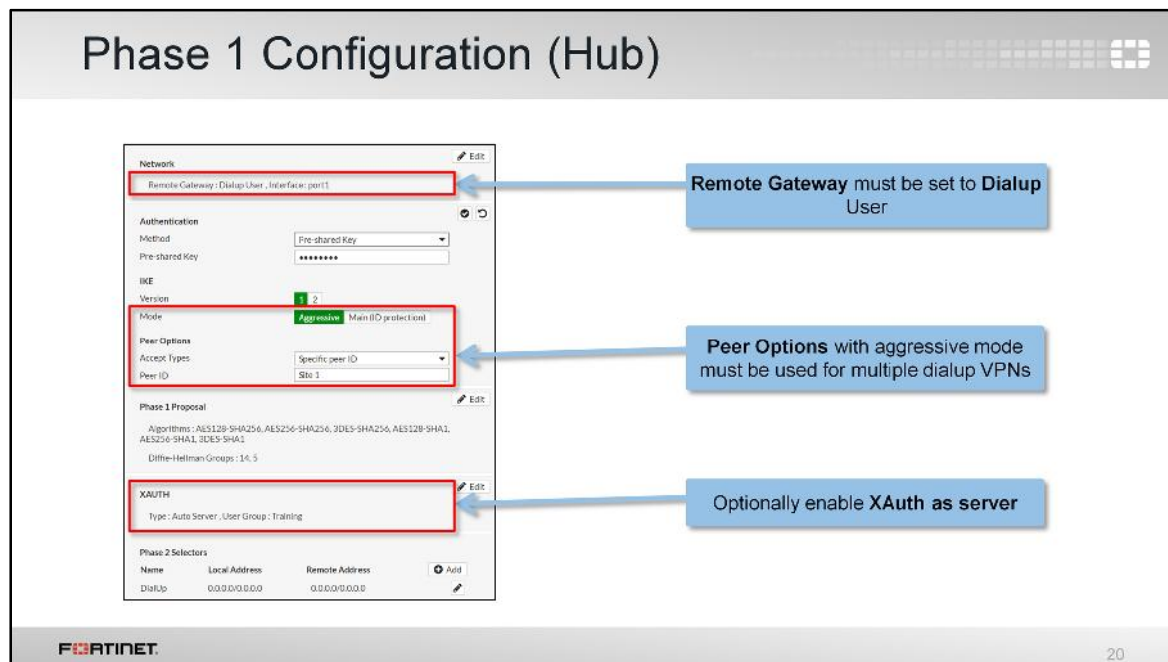 Phase 1 Configuration (Hub)
Network
Edit
Remote Gateway : Dialup User , Interface: port1
Authentication
Method
Pre-shared Key
Pre-shared Key
••••••••
IKE
Version
1 2
Mode
Aggressive Main (ID protection)
Peer Options
Accept Types
Specific peer ID
Peer ID
Site 1
Phase 1 Proposal
Edit
Algorithms : AES128-SHA256, AES256-SHA256, 3DES-SHA256, AES128-SHA1,
AES256-SHA1, 3DES-SHA1
Diffie-Hellman Groups : 14, 5
XAUTH
Edit
Type : Auto Server , User Group : Training
Phase 2 Selectors
Name Local Address Remote Address Add
DialUp 0.0.0.0/0.0.0.0 0.0.0.0/0.0.0.0
Remote Gateway must be set to Dialup
User
Peer Options with aggressive mode
must be used for multiple dialup VPNs
Optionally enable XAuth as server
FORTINET
20